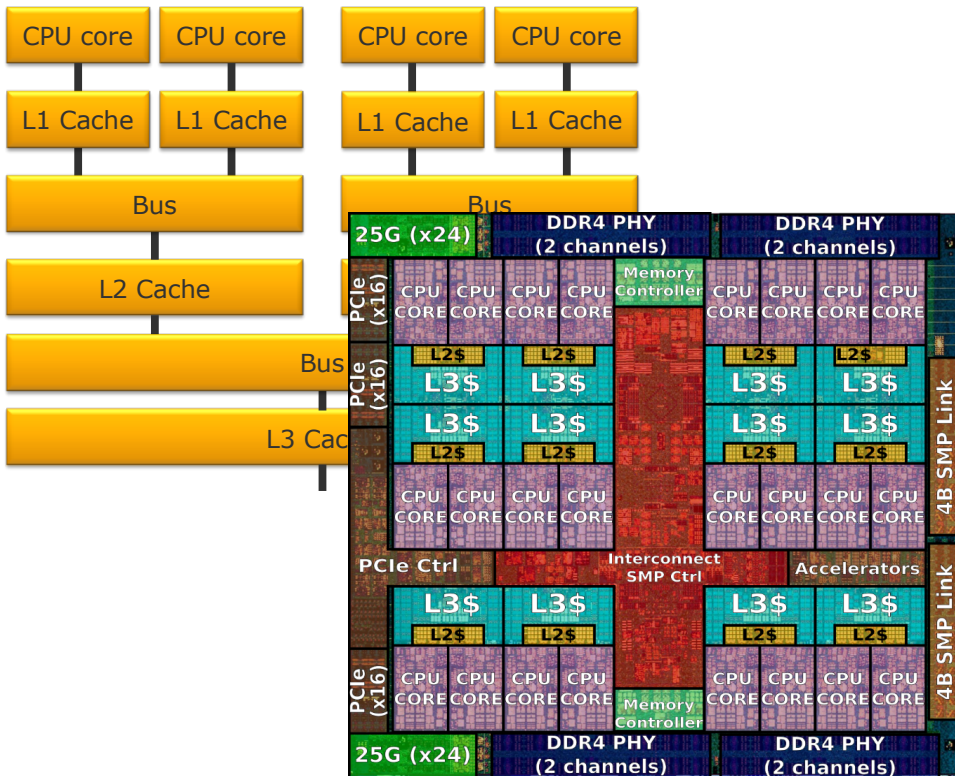 CPU core
CPU core
CPU core
CPU core
L1 Cache
L1 Cache
L1 Cache
L1 Cache
Bus
Bus
L2 Cache
Bus
L3 Cac
25G (x24)
DDR4 PHY
(2 channels)
DDR4 PHY
(2 channels)
PCIe
(x16)
CPU
CORE
CPU
CORE
CPU
CORE
CPU
CORE
Memory
Controller
CPU
CORE
CPU
CORE
CPU
CORE
CPU
CORE
PCIe
(x16)
L2$
L2$
L2$
L2$
L3$
L3$
L3$
L3$
L3$
L3$
L3$
L3$
L2$
L2$
L2$
L2$
4B SMP Link
CPU
CORE
CPU
CORE
CPU
CORE
CPU
CORE
CPU
CORE
CPU
CORE
CPU
CORE
CPU
CORE
PCIe Ctrl
Interconnect
SMP Ctrl
Accelerators
L3$
L3$
L3$
L3$
L2$
L2$
L2$
L2$
4B SMP Link
PCIe
(x16)
CPU
CORE
CPU
CORE
CPU
CORE
CPU
CORE
Memory
Controller
CPU
CORE
CPU
CORE
CPU
CORE
CPU
CORE
25G (x24)
DDR4 PHY
(2 channels)
DDR4 PHY
(2 channels)